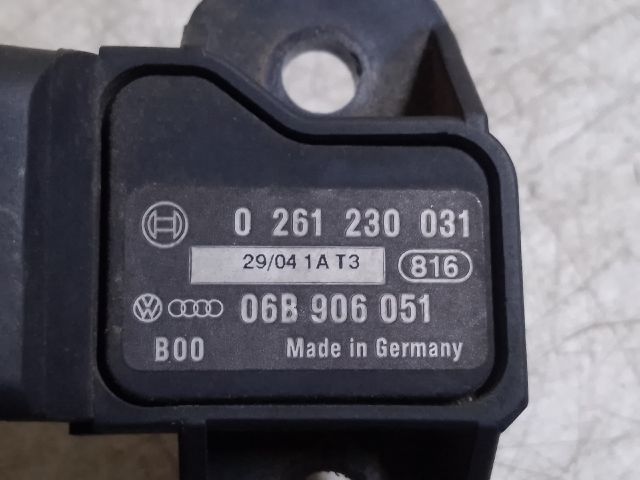 0 261 230 031
29/04 1A T3 816
06B 906 051
B00 Made in Germany